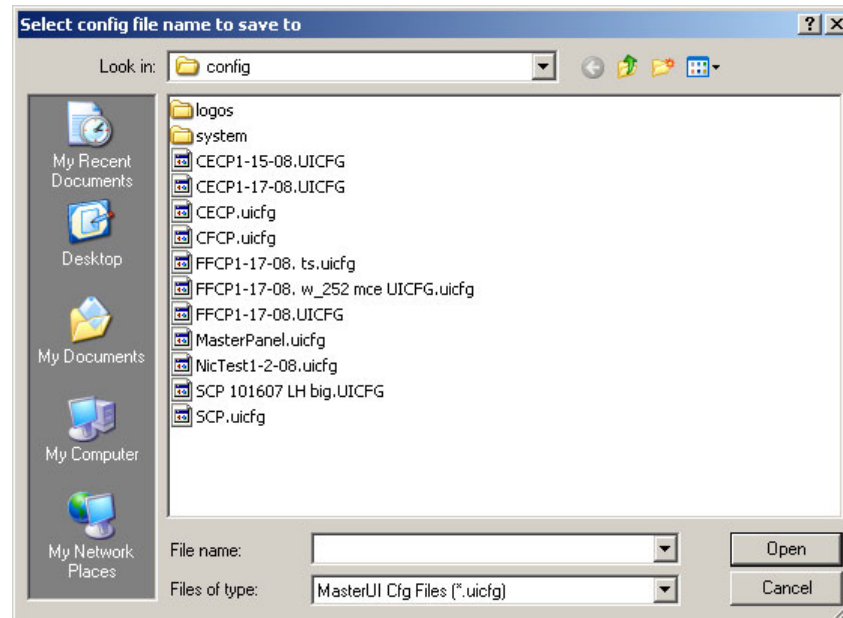 Select config file name to save to
Look in:
config
logos
system
CECP1-15-08.UICFG
CECP1-17-08.UICFG
CECP.uicfg
CFCP.uicfg
FFCP1-17-08. ts.uicfg
FFCP1-17-08. w_252 mce UICFG.uicfg
FFCP1-17-08.UICFG
MasterPanel.uicfg
NicTest1-2-08.uicfg
SCP 101607 LH big.UICFG
SCP.uicfg
My Recent
Documents
Desktop
My Documents
My Computer
My Network
Places
File name:
Open
Files of type:
MasterUI Cfg Files (*.uicfg)
Cancel